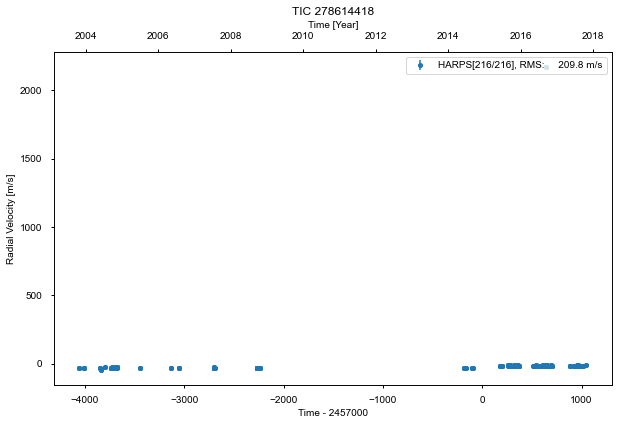 TIC 278614418
Time [Year]
2004 2006 2008 2010 2012 2014 2016 2018
HARPS[216/216], RMS: 209.8 m/s
2000
1500
1000
500
0
Radial Velocity [m/s]
−4000 −3000 −2000 −1000 0 1000
Time - 2457000